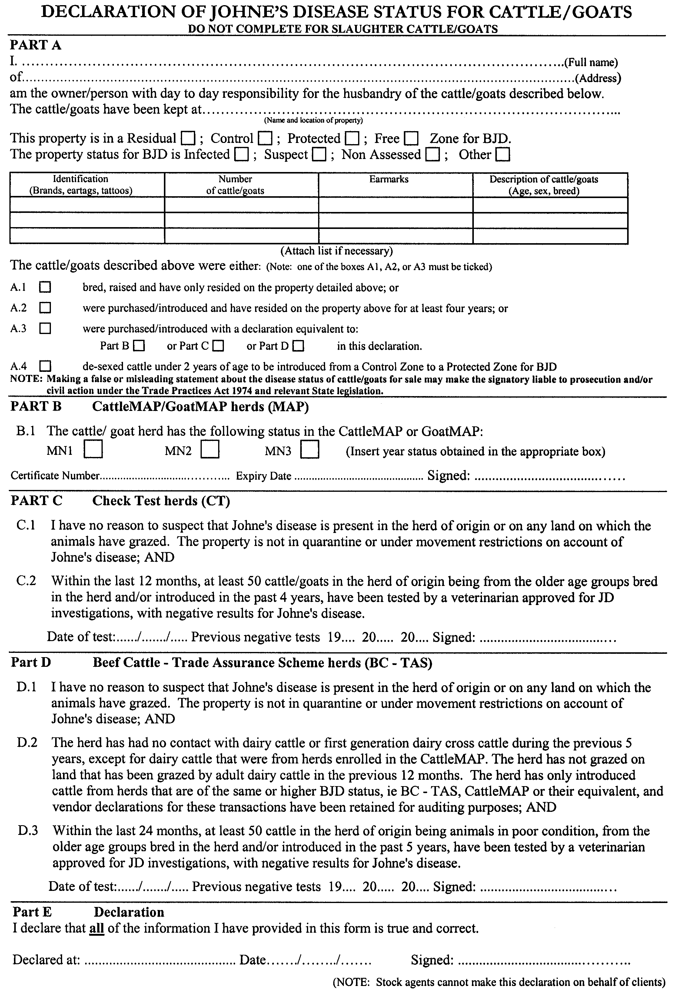 DECLARATION OF JOHNE'S DISEASE STATUS FOR CATTLE/GOATS
DO NOT COMPLETE FOR SLAUGHTER CATTLE/GOATS
PART A
I. ..........................................................(Full name)
of..........................................................(Address)
am the owner/person with day to day responsibility for the husbandry of the cattle/goats described below.
The cattle/goats have been kept at..........................................................
(Name and location of property)
This property is in a Residual ☐ ; Control ☐ ; Protected ☐ ; Free ☐ Zone for BJD.
The property status for BJD is Infected ☐ ; Suspect ☐ ; Non Assessed ☐ ; Other ☐
Identification Number Earmarks Description of cattle/goats
(Brands, eartags, tattoos) of cattle/goats (Age, sex, breed)
(Attach list if necessary)
The cattle/goats described above were either: (Note: one of the boxes A1, A2, or A3 must be ticked)
A.1 ☐ bred, raised and have only resided on the property detailed above; or
A.2 ☐ were purchased/introduced and have resided on the property above for at least four years; or
A.3 ☐ were purchased/introduced with a declaration equivalent to:
Part B ☐ or Part C ☐ or Part D ☐ in this declaration.
A.4 ☐ de-sexed cattle under 2 years of age to be introduced from a Control Zone to a Protected Zone for BJD
NOTE: Making a false or misleading statement about the disease status of cattle/goats for sale may make the signatory liable to prosecution and/or
civil action under the Trade Practices Act 1974 and relevant State legislation.
PART B CattleMAP/GoatMAP herds (MAP)
B.1 The cattle/ goat herd has the following status in the CattleMAP or GoatMAP:
MN1 ☐ MN2 ☐ MN3 ☐ (Insert year status obtained in the appropriate box)
Certificate Number............................ Expiry Date ............................ Signed: ............................
PART C Check Test herds (CT)
C.1 I have no reason to suspect that Johne's disease is present in the herd of origin or on any land on which the
animals have grazed. The property is not in quarantine or under movement restrictions on account of
Johne's disease; AND
C.2 Within the last 12 months, at least 50 cattle/goats in the herd of origin being from the older age groups bred
in the herd and/or introduced in the past 4 years, have been tested by a veterinarian approved for JD
investigations, with negative results for Johne's disease.
Date of test:....../......./..... Previous negative tests 19.... 20..... 20.... Signed: ............................
Part D Beef Cattle - Trade Assurance Scheme herds (BC - TAS)
D.1 I have no reason to suspect that Johne's disease is present in the herd of origin or on any land on which the
animals have grazed. The property is not in quarantine or under movement restrictions on account of
Johne's disease; AND
D.2 The herd has had no contact with dairy cattle or first generation dairy cross cattle during the previous 5
years, except for dairy cattle that were from herds enrolled in the CattleMAP. The herd has not grazed on
land that has been grazed by adult dairy cattle in the previous 12 months. The herd has only introduced
cattle from herds that are of the same or higher BJD status, ie BC - TAS, CattleMAP or their equivalent, and
vendor declarations for these transactions have been retained for auditing purposes; AND
D.3 Within the last 24 months, at least 50 cattle in the herd of origin being animals in poor condition, from the
older age groups bred in the herd and/or introduced in the past 5 years, have been tested by a veterinarian
approved for JD investigations, with negative results for Johne's disease.
Date of test:....../......./..... Previous negative tests 19.... 20..... 20.... Signed: ............................
Part E Declaration
I declare that all of the information I have provided in this form is true and correct.
Declared at: ............................ Date......./......../....... Signed: ............................
(NOTE: Stock agents cannot make this declaration on behalf of clients)